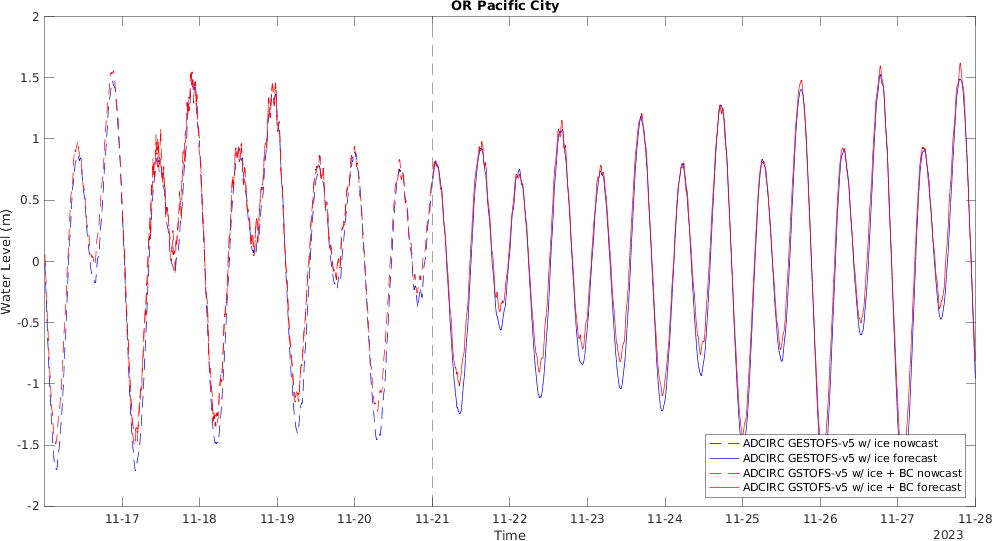 OR Pacific City
2
1.5
1
0.5
0
-0.5
-1
-1.5
-2
Water Level (m)
ADCIRC GESTOFS-v5 w/ ice nowcast
ADCIRC GESTOFS-v5 w/ ice forecast
ADCIRC GSTOFS-v5 w/ ice + BC nowcast
ADCIRC GSTOFS-v5 w/ ice + BC forecast
11-17 11-18 11-19 11-20 11-21 11-22 11-23 11-24 11-25 11-26 11-27 11-28
Time
2023